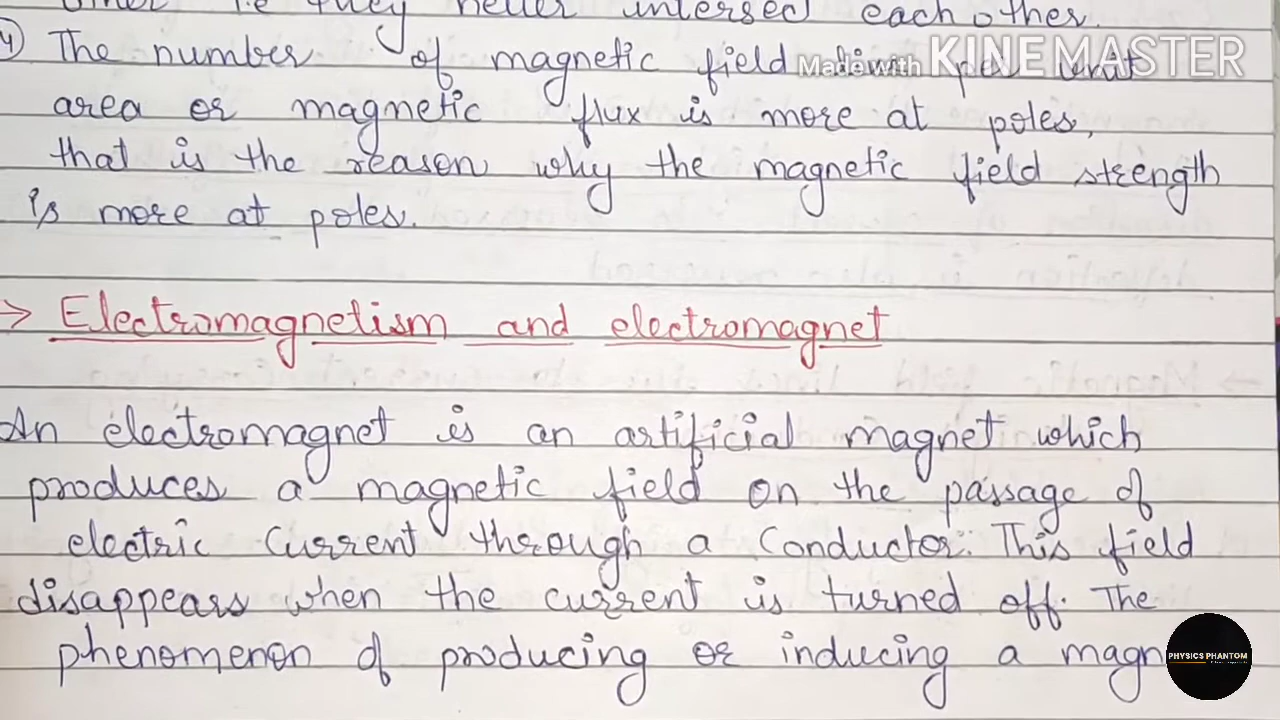 other i.e they never intersed each other
4) The number of magnetic field lines per unit
Made with KINEMASTER
area or magnetic flux is more at poles,
that is the reason why the magnetic field strength
is more at poles.
→ Electromagnetism and electromagnet
An electromagnet is an artificial magnet which
produces a magnetic field on the passage of
electric current through a Conductor. This field
disappears when the current is turned off. The
phenomenon of producing or inducing a magn
PHYSICS PHANTOM